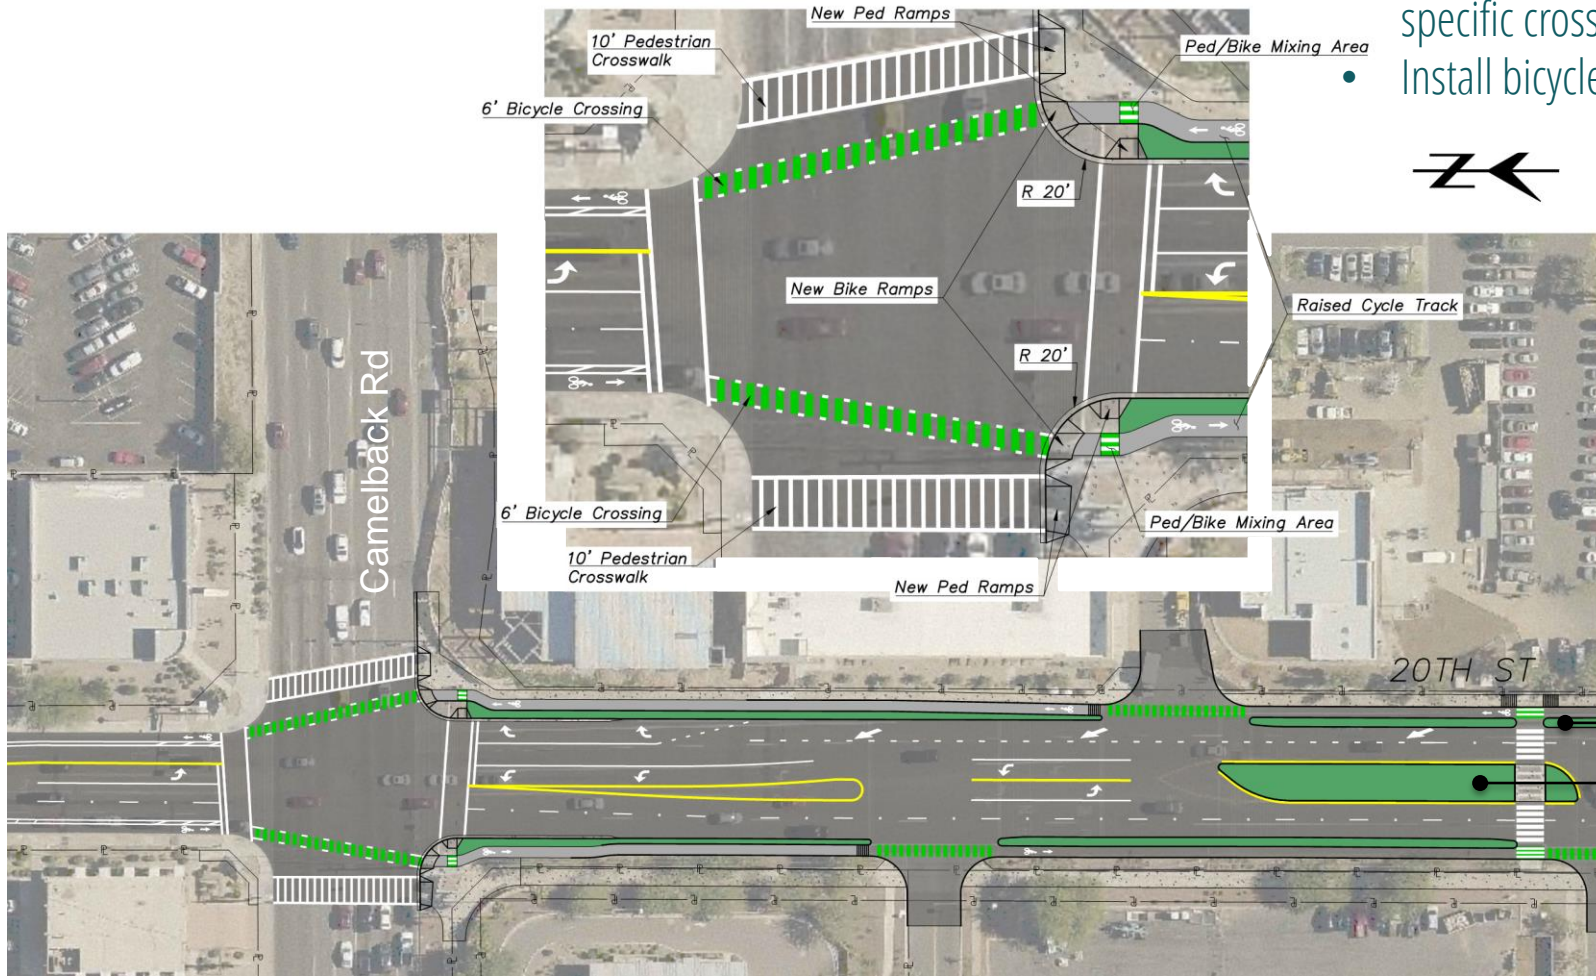 specific cross
• Install bicycle
N
New Ped Ramps
10' Pedestrian
Crosswalk
Ped/Bike Mixing Area
6' Bicycle Crossing
R 20'
New Bike Ramps
Raised Cycle Track
R 20'
6' Bicycle Crossing
Ped/Bike Mixing Area
10' Pedestrian
Crosswalk
New Ped Ramps
Camelback Rd
20TH ST